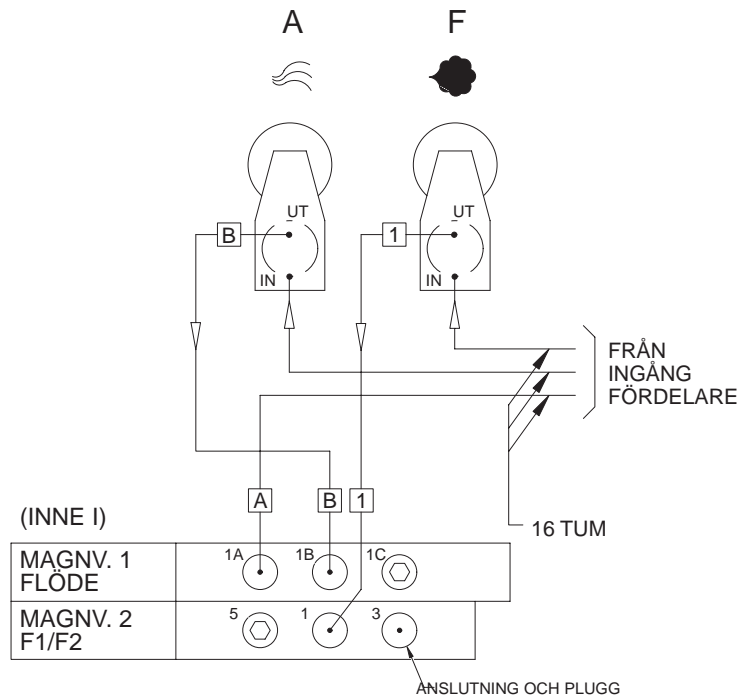 A F
UT UT
B 1
IN IN
FRÅN
INGÅNG
FÖRDELARE
A B 1
16 TUM
(INNE I)
MAGNV. 1
FLÖDE
1A 1B 1C
MAGNV. 2
F1/F2
5 1 3
ANSLUTNING OCH PLUGG